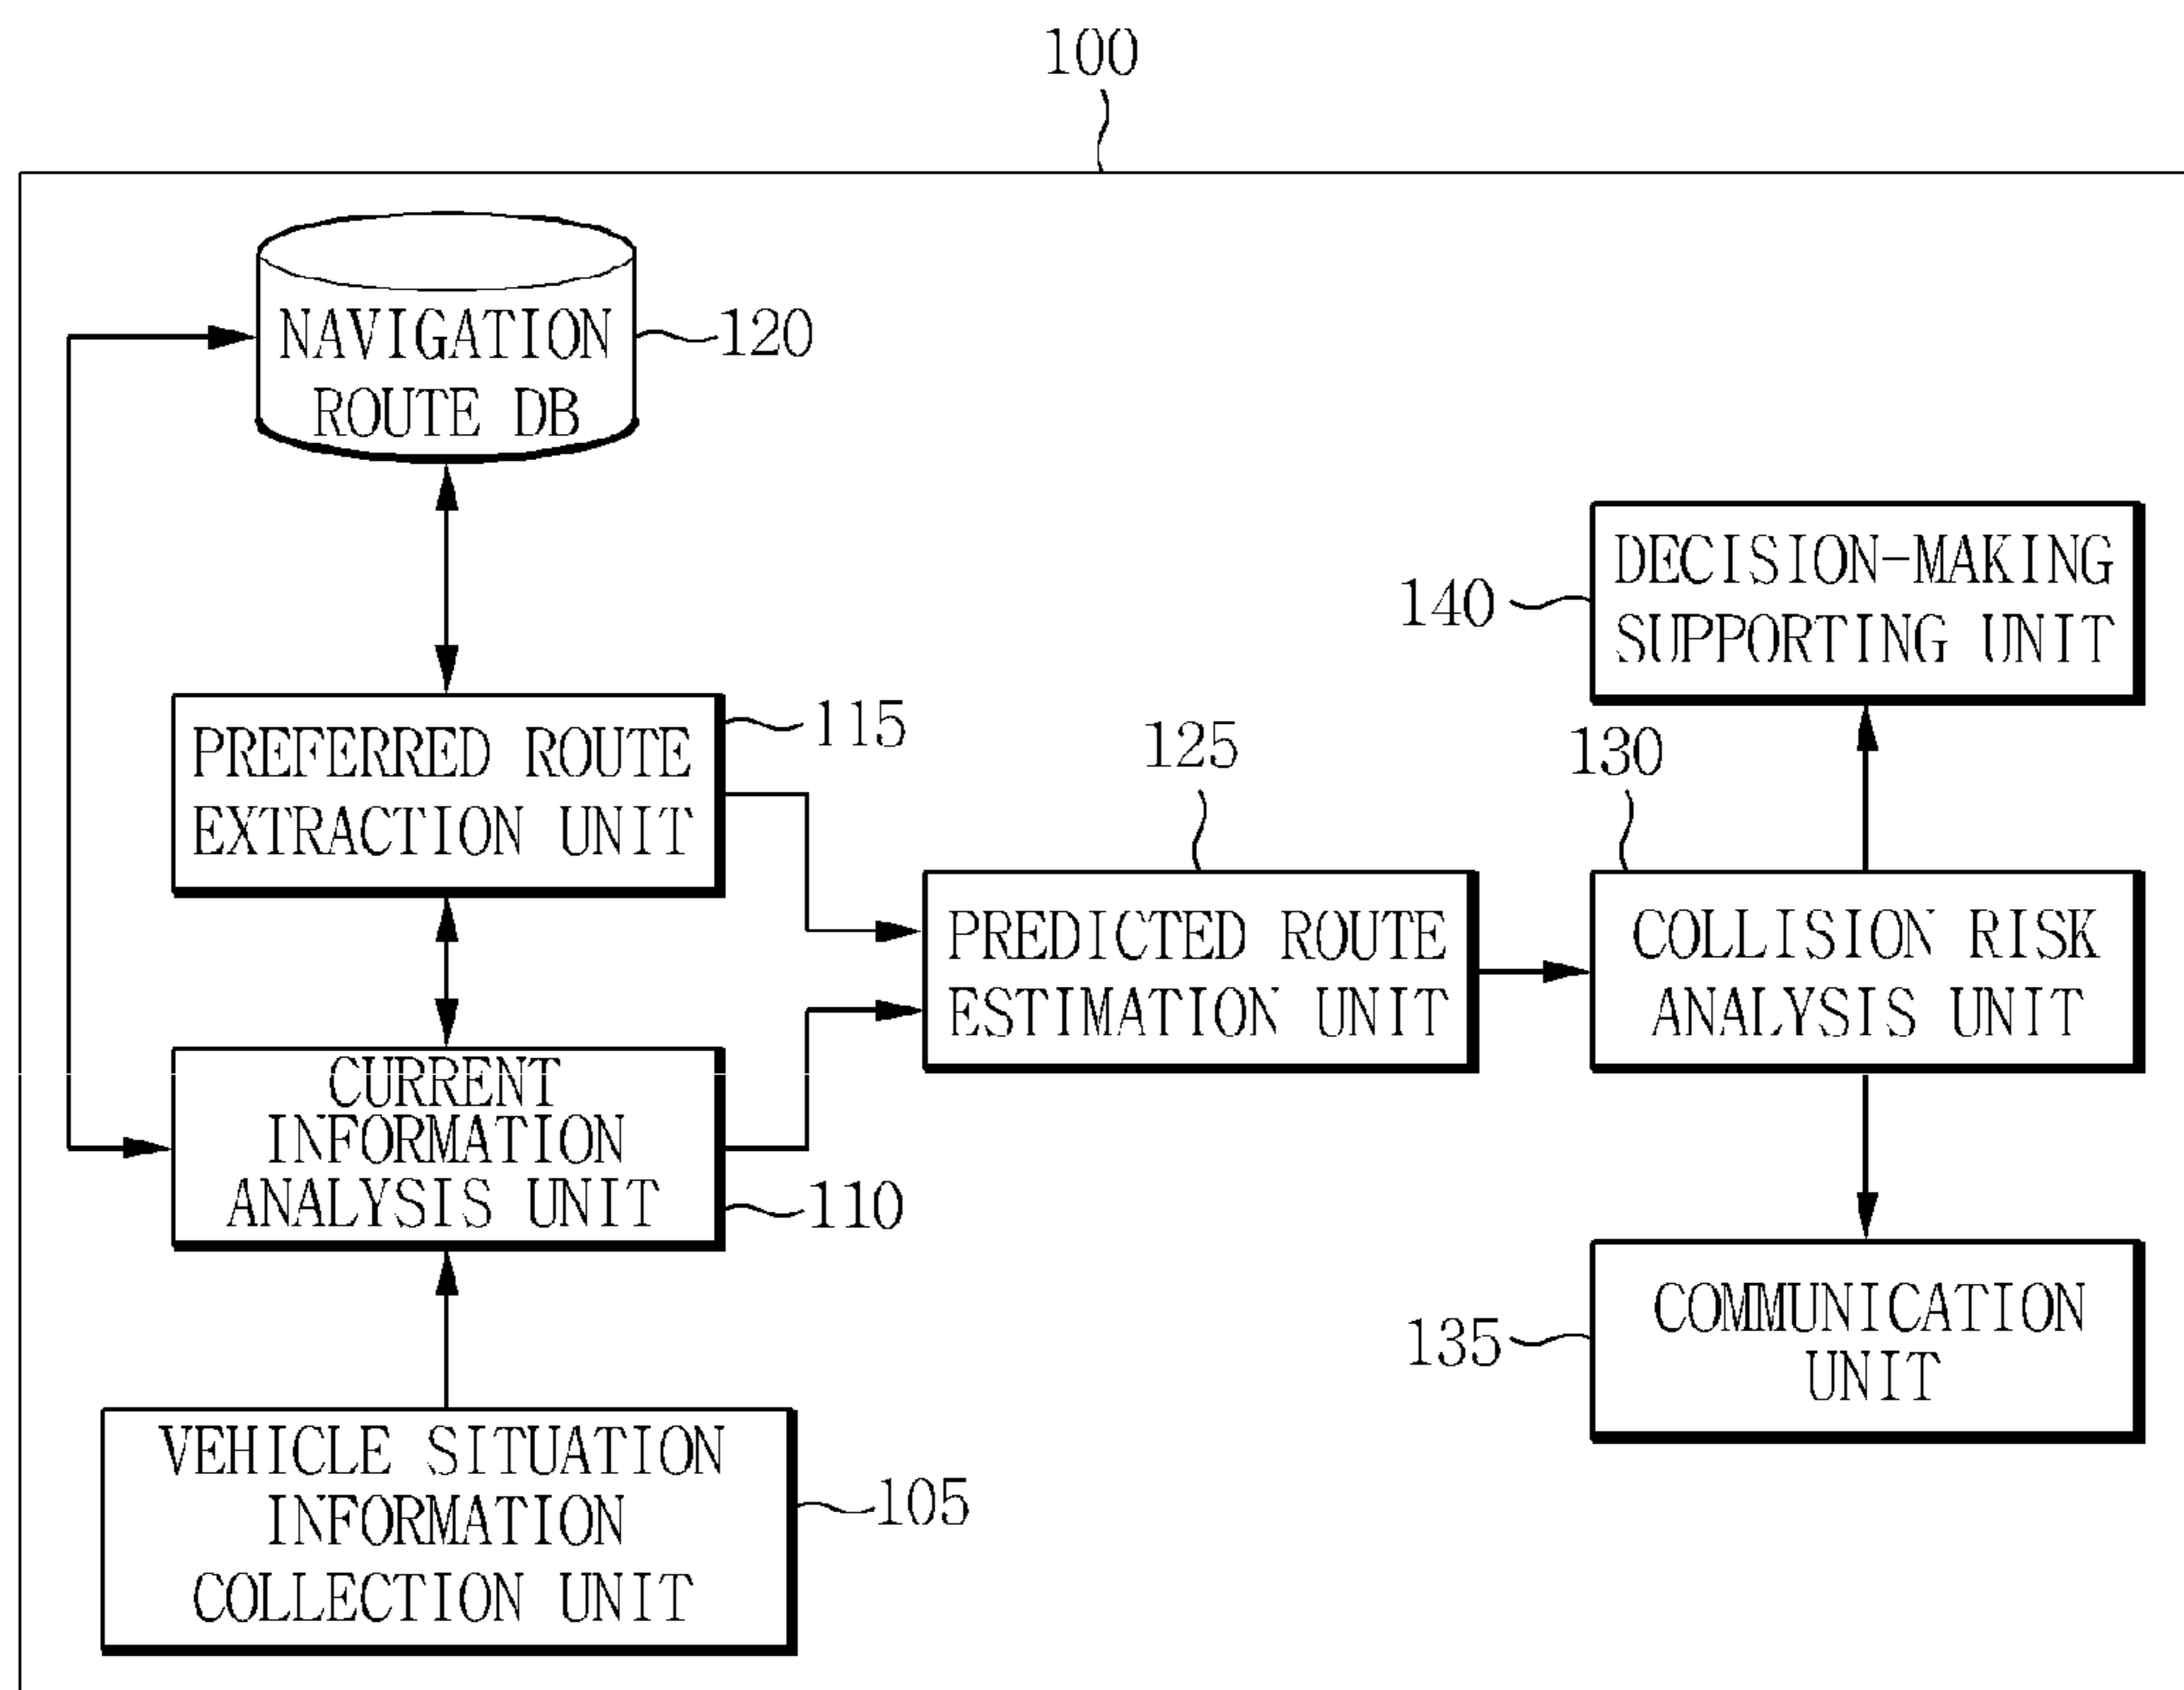 100
NAVIGATION
ROUTE DB
120
DECISION-MAKING
SUPPORTING UNIT
140
PREFERRED ROUTE
EXTRACTION UNIT
115
125
130
PREDICTED ROUTE
ESTIMATION UNIT
COLLISION RISK
ANALYSIS UNIT
CURRENT
INFORMATION
ANALYSIS UNIT
110
COMMUNICATION
UNIT
135
VEHICLE SITUATION
INFORMATION
COLLECTION UNIT
105